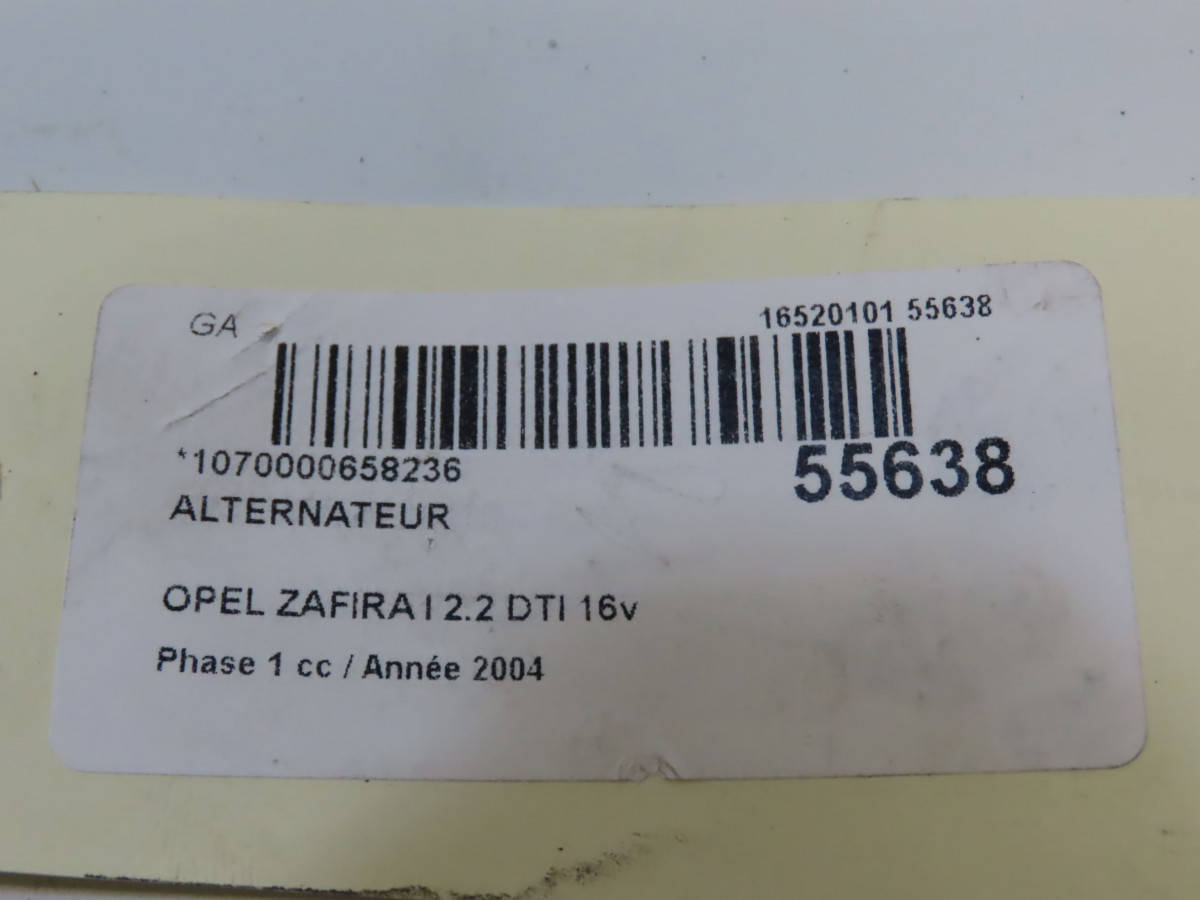 GA
16520101 55638
*1070000658236
55638
ALTERNATEUR
OPEL ZAFIRA I 2.2 DTI 16v
Phase 1 cc / Année 2004